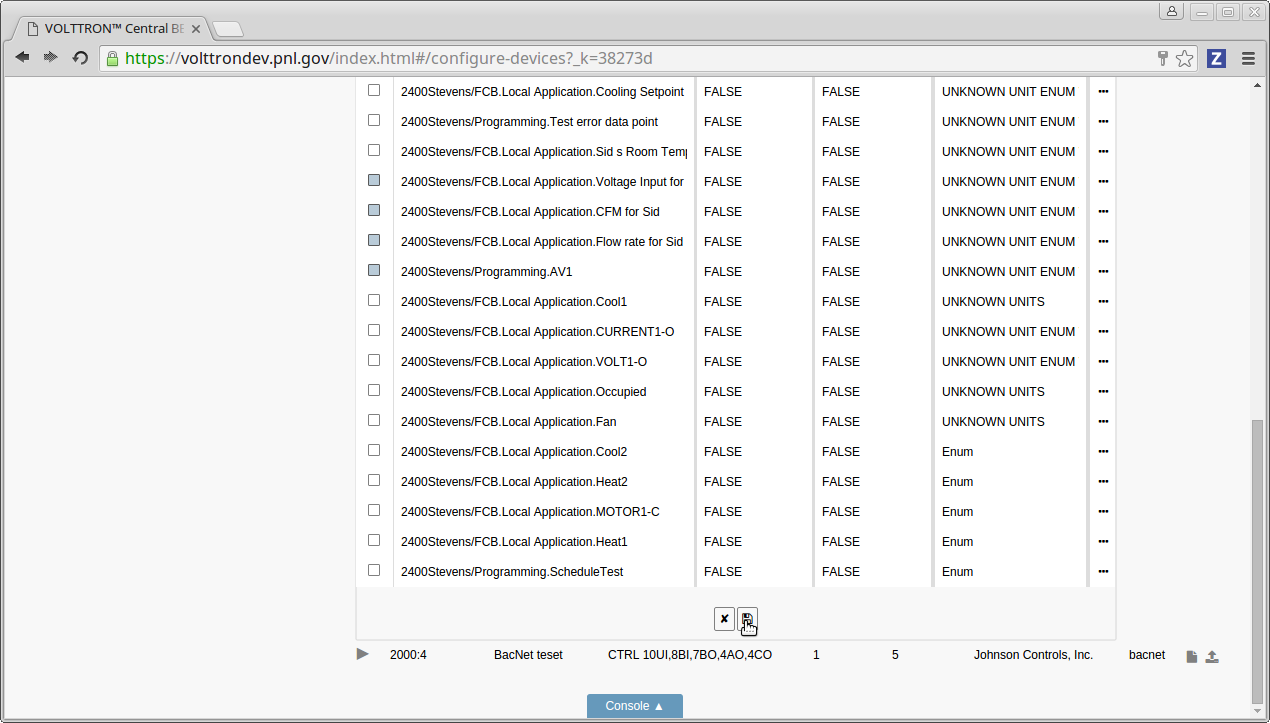 VOLTTRON™ Central BE
https://volttrondev.pnl.gov/index.html#/configure-devices?_k=38273d
Z
2400Stevens/FCB.Local Application.Cooling Setpoint FALSE FALSE UNKNOWN UNIT ENUM •••
2400Stevens/Programming.Test error data point FALSE FALSE UNKNOWN UNIT ENUM •••
2400Stevens/FCB.Local Application.Sid s Room Temp FALSE FALSE UNKNOWN UNIT ENUM •••
2400Stevens/FCB.Local Application.Voltage Input for FALSE FALSE UNKNOWN UNIT ENUM •••
2400Stevens/FCB.Local Application.CFM for Sid FALSE FALSE UNKNOWN UNIT ENUM •••
2400Stevens/FCB.Local Application.Flow rate for Sid FALSE FALSE UNKNOWN UNIT ENUM •••
2400Stevens/Programming.AV1 FALSE FALSE UNKNOWN UNIT ENUM •••
2400Stevens/FCB.Local Application.Cool1 FALSE FALSE UNKNOWN UNITS •••
2400Stevens/FCB.Local Application.CURRENT1-O FALSE FALSE UNKNOWN UNIT ENUM •••
2400Stevens/FCB.Local Application.VOLT1-O FALSE FALSE UNKNOWN UNIT ENUM •••
2400Stevens/FCB.Local Application.Occupied FALSE FALSE UNKNOWN UNITS •••
2400Stevens/FCB.Local Application.Fan FALSE FALSE UNKNOWN UNITS •••
2400Stevens/FCB.Local Application.Cool2 FALSE FALSE Enum •••
2400Stevens/FCB.Local Application.Heat2 FALSE FALSE Enum •••
2400Stevens/FCB.Local Application.MOTOR1-C FALSE FALSE Enum •••
2400Stevens/FCB.Local Application.Heat1 FALSE FALSE Enum •••
2400Stevens/Programming.ScheduleTest FALSE FALSE Enum •••
✘
▶ 2000:4 BacNet teset CTRL 10UI,8BI,7BO,4AO,4CO 1 5 Johnson Controls, Inc. bacnet
Console ▲